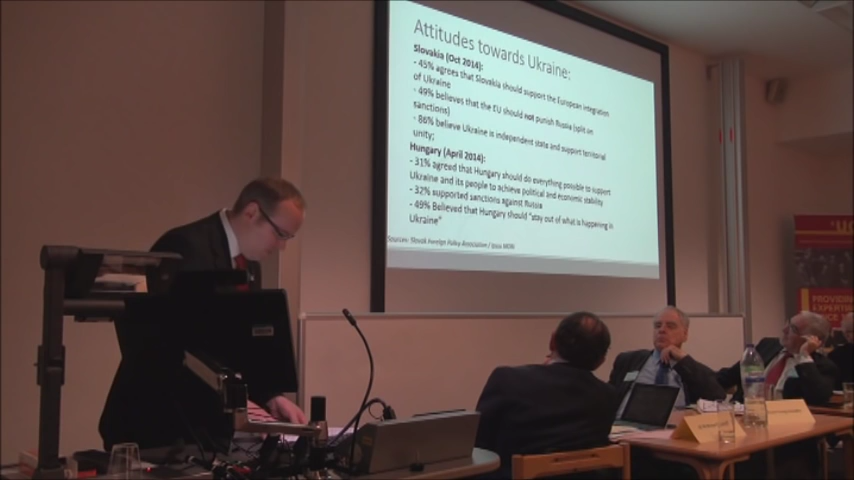 Attitudes towards Ukraine:
Slovakia (Oct 2014):
- 45% agrees that Slovakia should support the European integration
of Ukraine
- 49% believes that the EU should not punish Russia (split on
sanctions)
- 86% believe Ukraine is independent state and support territorial
unity;
Hungary (April 2014):
- 31% agreed that Hungary should do everything possible to support
Ukraine and its people to achieve political and economic stability
- 32% supported sanctions against Russia
- 49% Believed that Hungary should "stay out of what is happening in
Ukraine"
Sources: Slovak Foreign Policy Association / Ipsos MORI
PROVIDING
EXPERTISE